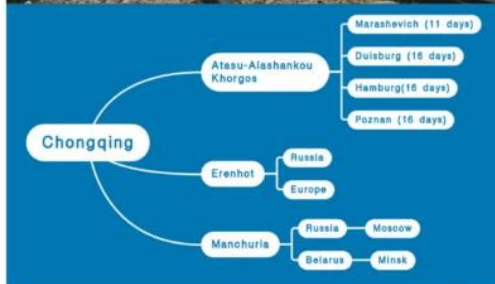 Marashevich (11 days)
Atasu-Alashankou
Khorgos
Duisburg (16 days)
Hamburg(16 days)
Poznan (16 days)
Chongqing
Erenhot
Russia
Europe
Manchuria
Russia
Moscow
Belarus
Minsk